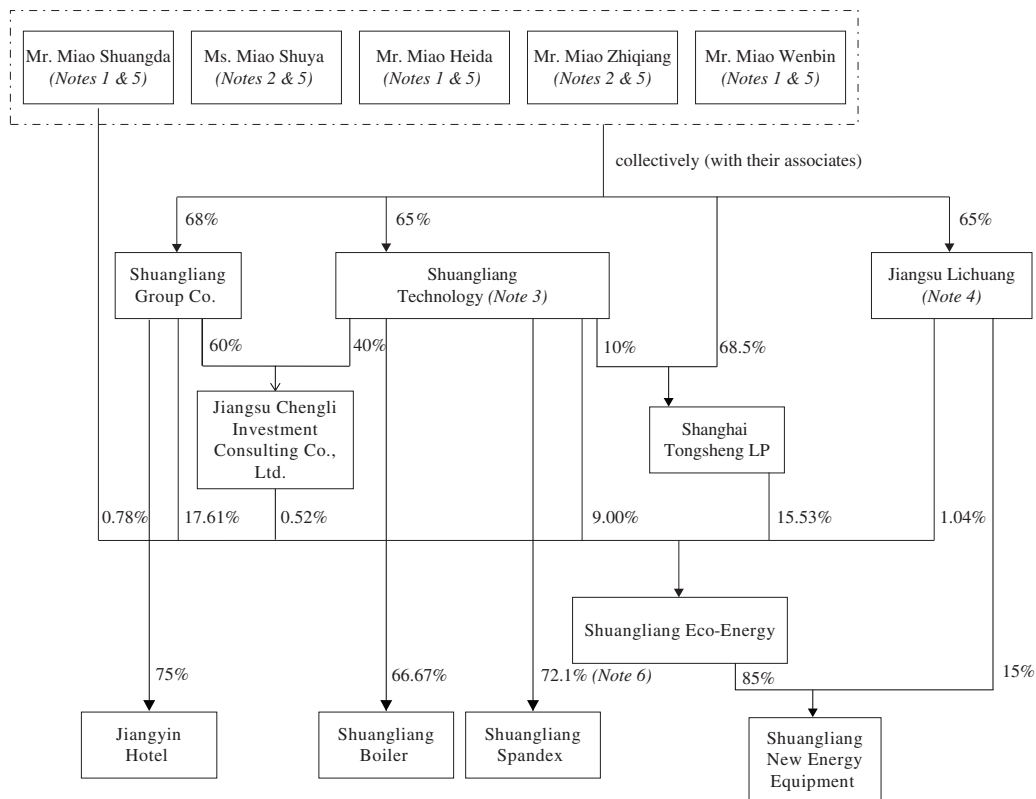 Mr. Miao Shuangda
(Notes 1 & 5)
Ms. Miao Shuya
(Notes 2 & 5)
Mr. Miao Heida
(Notes 1 & 5)
Mr. Miao Zhiqiang
(Notes 2 & 5)
Mr. Miao Wenbin
(Notes 1 & 5)
collectively (with their associates)
68%
65%
65%
Shuangliang
Group Co.
Shuangliang
Technology (Note 3)
Jiangsu Lichuang
(Note 4)
60%
40%
10%
68.5%
Jiangsu Chengli
Investment
Consulting Co.,
Ltd.
Shanghai
Tongsheng LP
0.78%
17.61%
0.52%
9.00%
15.53%
1.04%
Shuangliang Eco-Energy
75%
66.67%
72.1% (Note 6)
85%
15%
Jiangyin
Hotel
Shuangliang
Boiler
Shuangliang
Spandex
Shuangliang
New Energy
Equipment